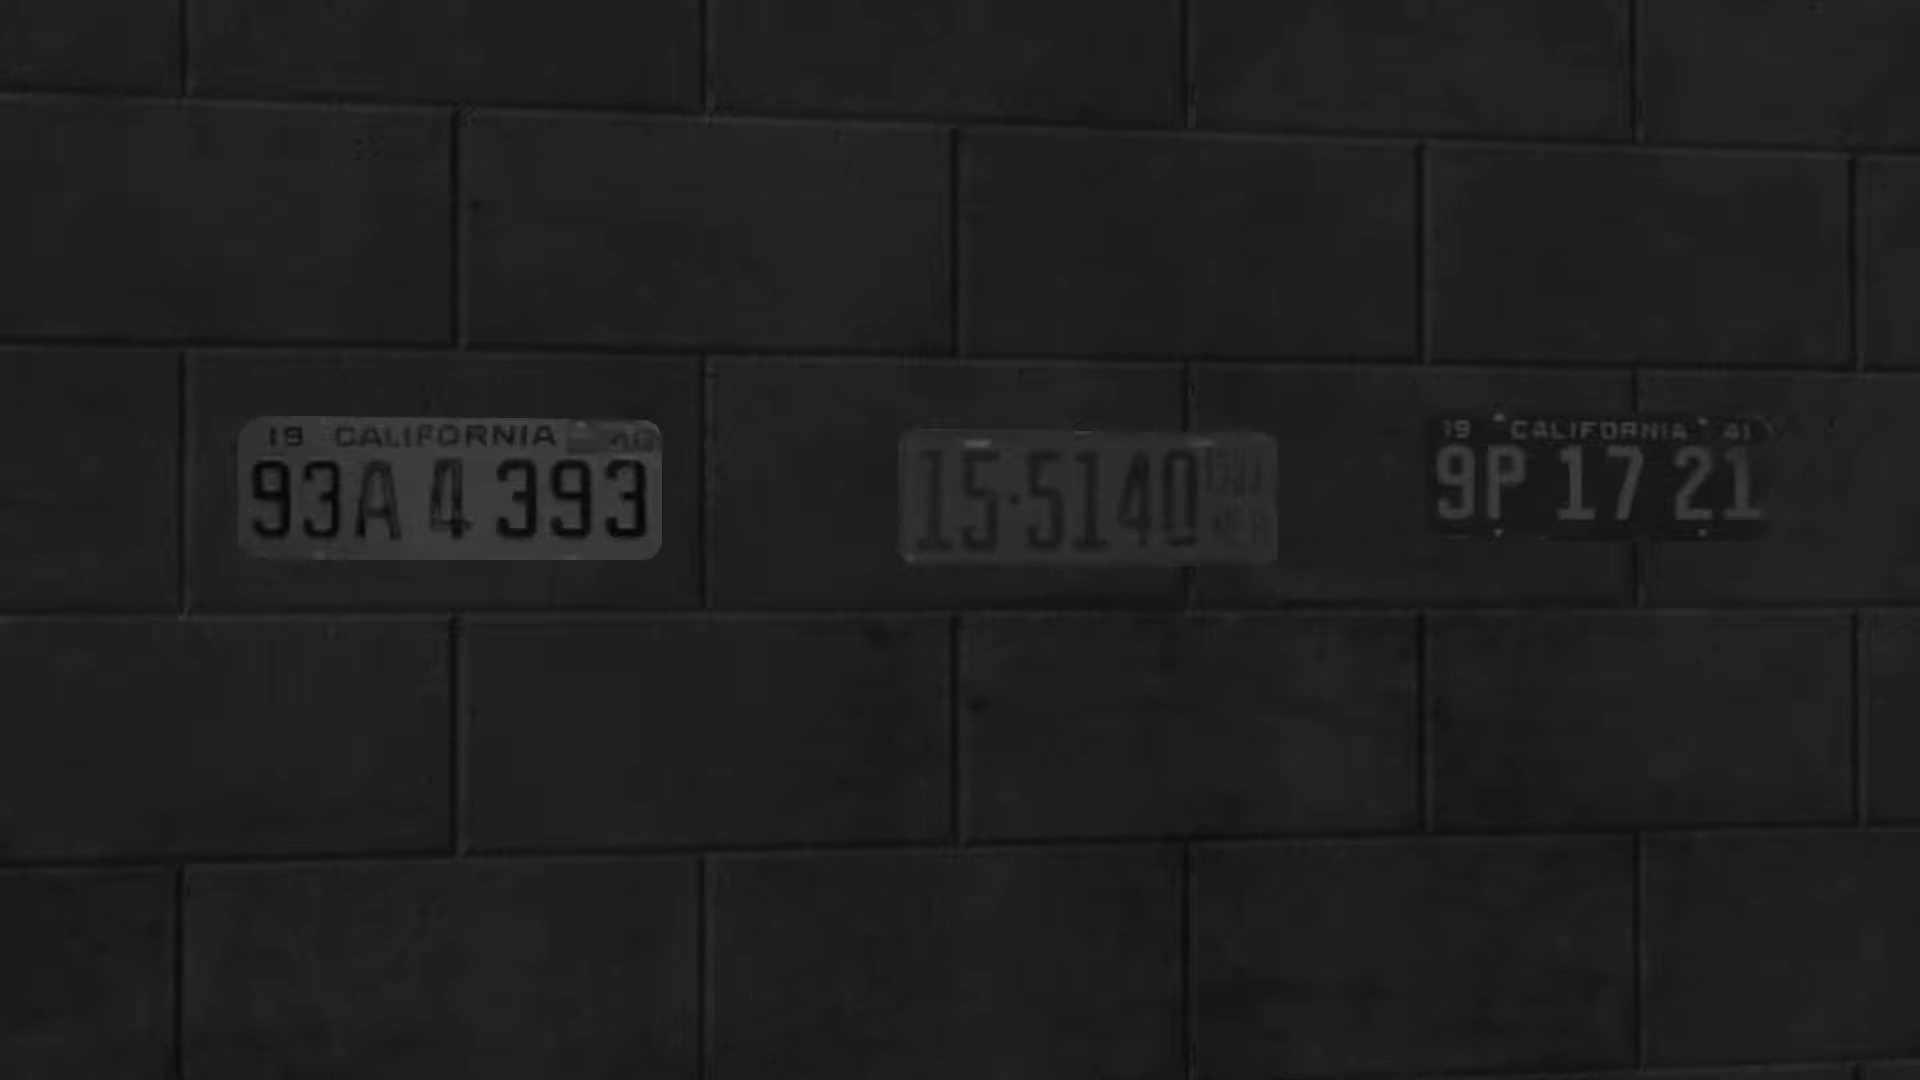 19 CALIFORNIA
93A 4 393
15·5140
19 CALIFORNIA 41
9P 17 21